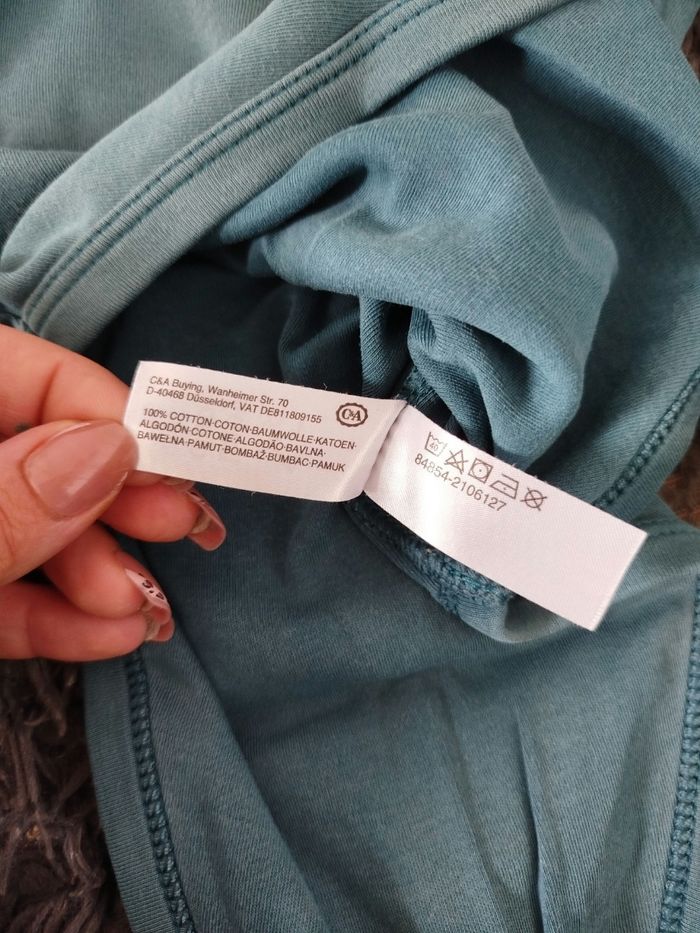 C&A Buying, Wanheimer Str. 70
D-40468 Düsseldorf, VAT DE811809155
C&A
100% COTTON·COTON·BAUMWOLLE·KATOEN·
ALGODÓN·COTONE·ALGODÃO·BAVLNA·
BAWEŁNA·PAMUT·BOMBAŽ·BUMBAC·PAMUK
40
84854-2106127